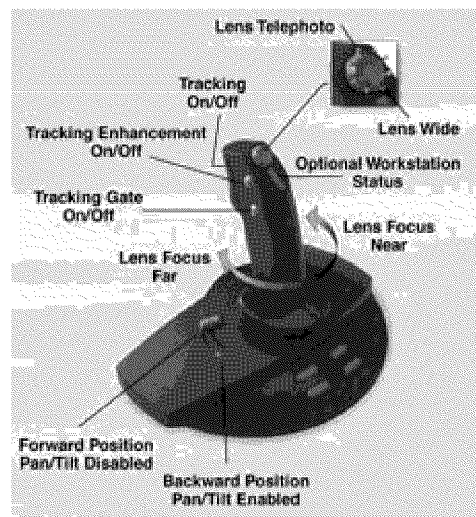 Lens Telephoto
Tracking
On/Off
Lens Wide
Tracking Enhancement
On/Off
Optional Workstation
Status
Tracking Gate
On/Off
Lens Focus
Near
Lens Focus
Far
Forward Position
Pan/Tilt Disabled
Backward Position
Pan/Tilt Enabled